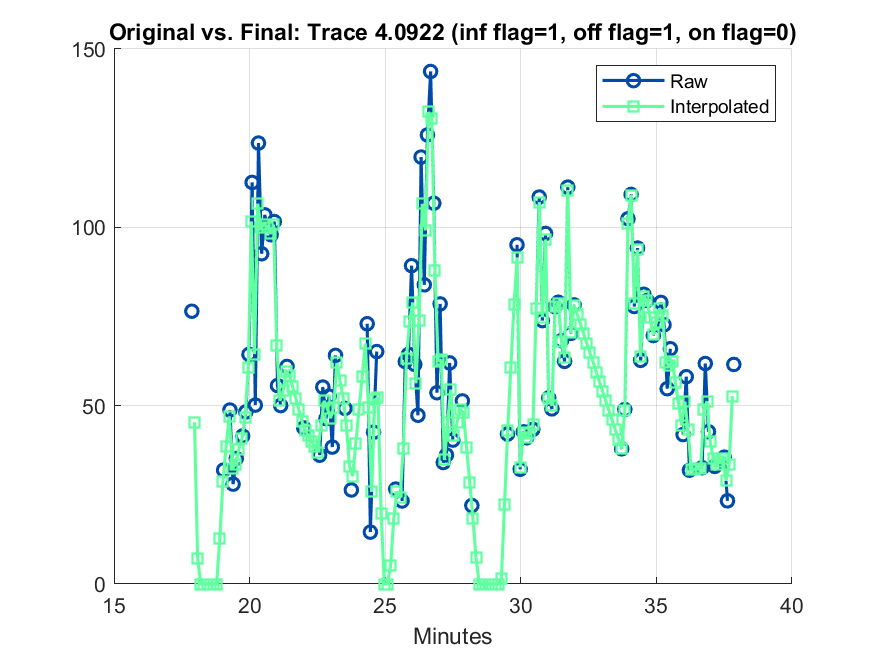 Original vs. Final: Trace 4.0922 (inf flag=1, off flag=1, on flag=0)
150
Raw
Interpolated
100
50
0
15 20 25 30 35 40
Minutes